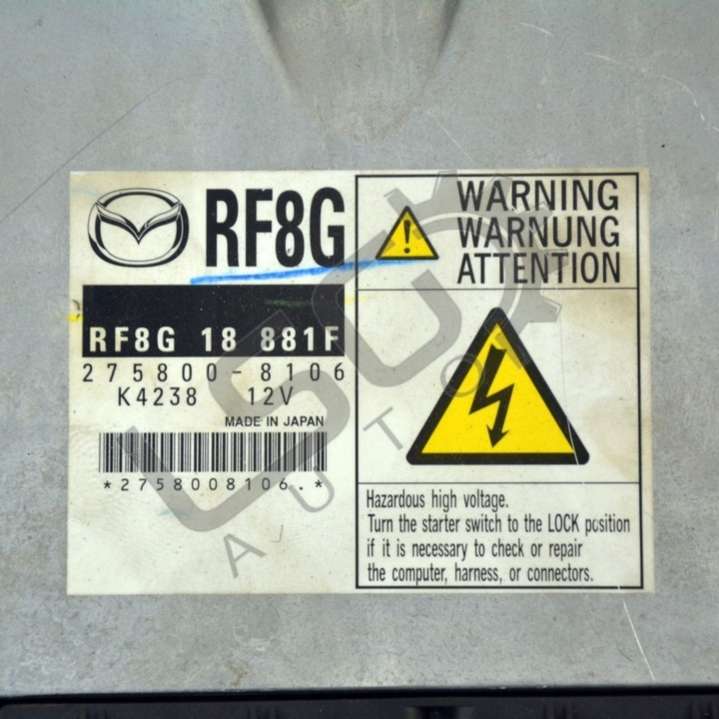 RF8G
RF8G 18 881F
275800-8106
K4238 12V
MADE IN JAPAN
*2758008106.*
WARNING
WARNUNG
ATTENTION
Hazardous high voltage.
Turn the starter switch to the LOCK position
if it is necessary to check or repair
the computer, harness, or connectors.
LSG
AUTO